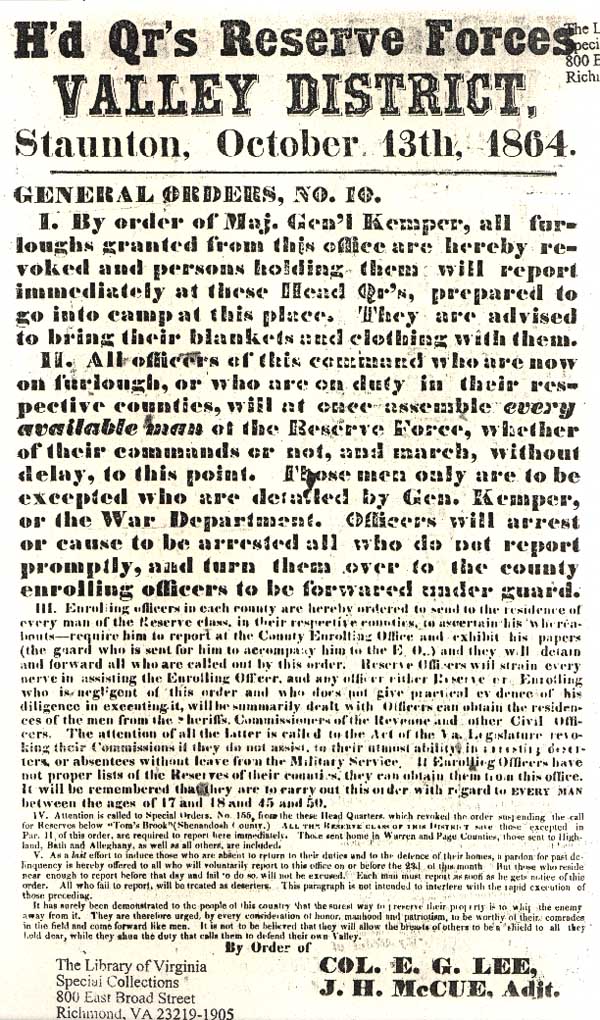 H'd Qr's Reserve Forces
VALLEY DISTRICT,
Staunton, October 13th, 1864.
GENERAL ORDERS, NO. 10.
I. By order of Maj. Gen'l Kemper, all fur-
loughs granted from this office are hereby re-
voked and persons holding them will report
immediately at these Head Qr's, prepared to
go into camp at this place. They are advised
to bring their blankets and clothing with them.
II. All officers of this command who are now
on furlough, or who are on duty in their res-
pective counties, will at once assemble every
available man of the Reserve Force, whether
of their commands or not, and march, without
delay, to this point. Those men only are to be
excepted who are detailed by Gen. Kemper,
or the War Department. Officers will arrest
or cause to be arrested all who do not report
promptly, and turn them over to the county
enrolling officers to be forwarded under guard.
III. Enrolling officers in each county are hereby ordered to send to the residence of
every man of the Reserve class, in their respective counties, to ascertain his wherea-
bouts—require him to report at the County Enrolling Office and exhibit his papers
(the guard who is sent for him to accompany him to the E. O.,) and they will detain
and forward all who are called out by this order. Reserve Officers will strain every
nerve in assisting the Enrolling Officer, and any officer either Reserve or Enrolling
who is negligent of this order and who does not give practical evidence of his
diligence in executing it, will be summarily dealt with Officers can obtain the residen-
ces of the men from the Sheriffs, Commissioners of the Revenue and other Civil Offi-
cers. The attention of all the latter is called to the Act of the Va. Legislature revo-
king their Commissions if they do not assist, to their utmost ability, in arresting deser-
ters, or absentees without leave from the Military Service. If Enrolling Officers have
not proper lists of the Reserves of their counties, they can obtain them from this office.
It will be remembered that they are to carry out this order with regard to EVERY MAN
between the ages of 17 and 18 and 45 and 50.
IV. Attention is called to Special Orders, No. 155, from the these Head Quarters, which revoked the order suspending the call
for Reserves below "Tom's Brook" (Shenandoah County.) ALL THE RESERVE CLASS OF THIS DISTRICT save those excepted in
Par. II, of this order, are required to report here immediately. Those sent home in Warren and Page Counties, those sent to High-
land, Bath and Alleghany, as well as all others, are included.
V. As a last effort to induce those who are absent to return to their duties and to the defence of their homes, a pardon for past de-
linquency is hereby offered to all who will voluntarily report to this office on or before the 23d of this month But those who reside
near enough to report before that day and fail to do so, will not be excused. Each man must report as soon as he gets notice of this
order. All who fail to report, will be treated as deserters. This paragraph is not intended to interfere with the rapid execution of
those preceding.
It has surely been demonstrated to the people of this country that the surest way to preserve their property is to whip the enemy
away from it. They are therefore urged, by every consideration of honor, manhood and patriotism, to be worthy of their comrades
in the field and come forward like men. It is not to be believed that they will allow the breasts of others to be a shield to all they
hold dear, while they shun the duty that calls them to defend their own Valley.
By Order of
COL. E. G. LEE,
J. H. McCUE, Adjt.
The Library of Virginia
Special Collections
800 East Broad Street
Richmond, VA 23219-1905
The L
Speci
800 E
Richm